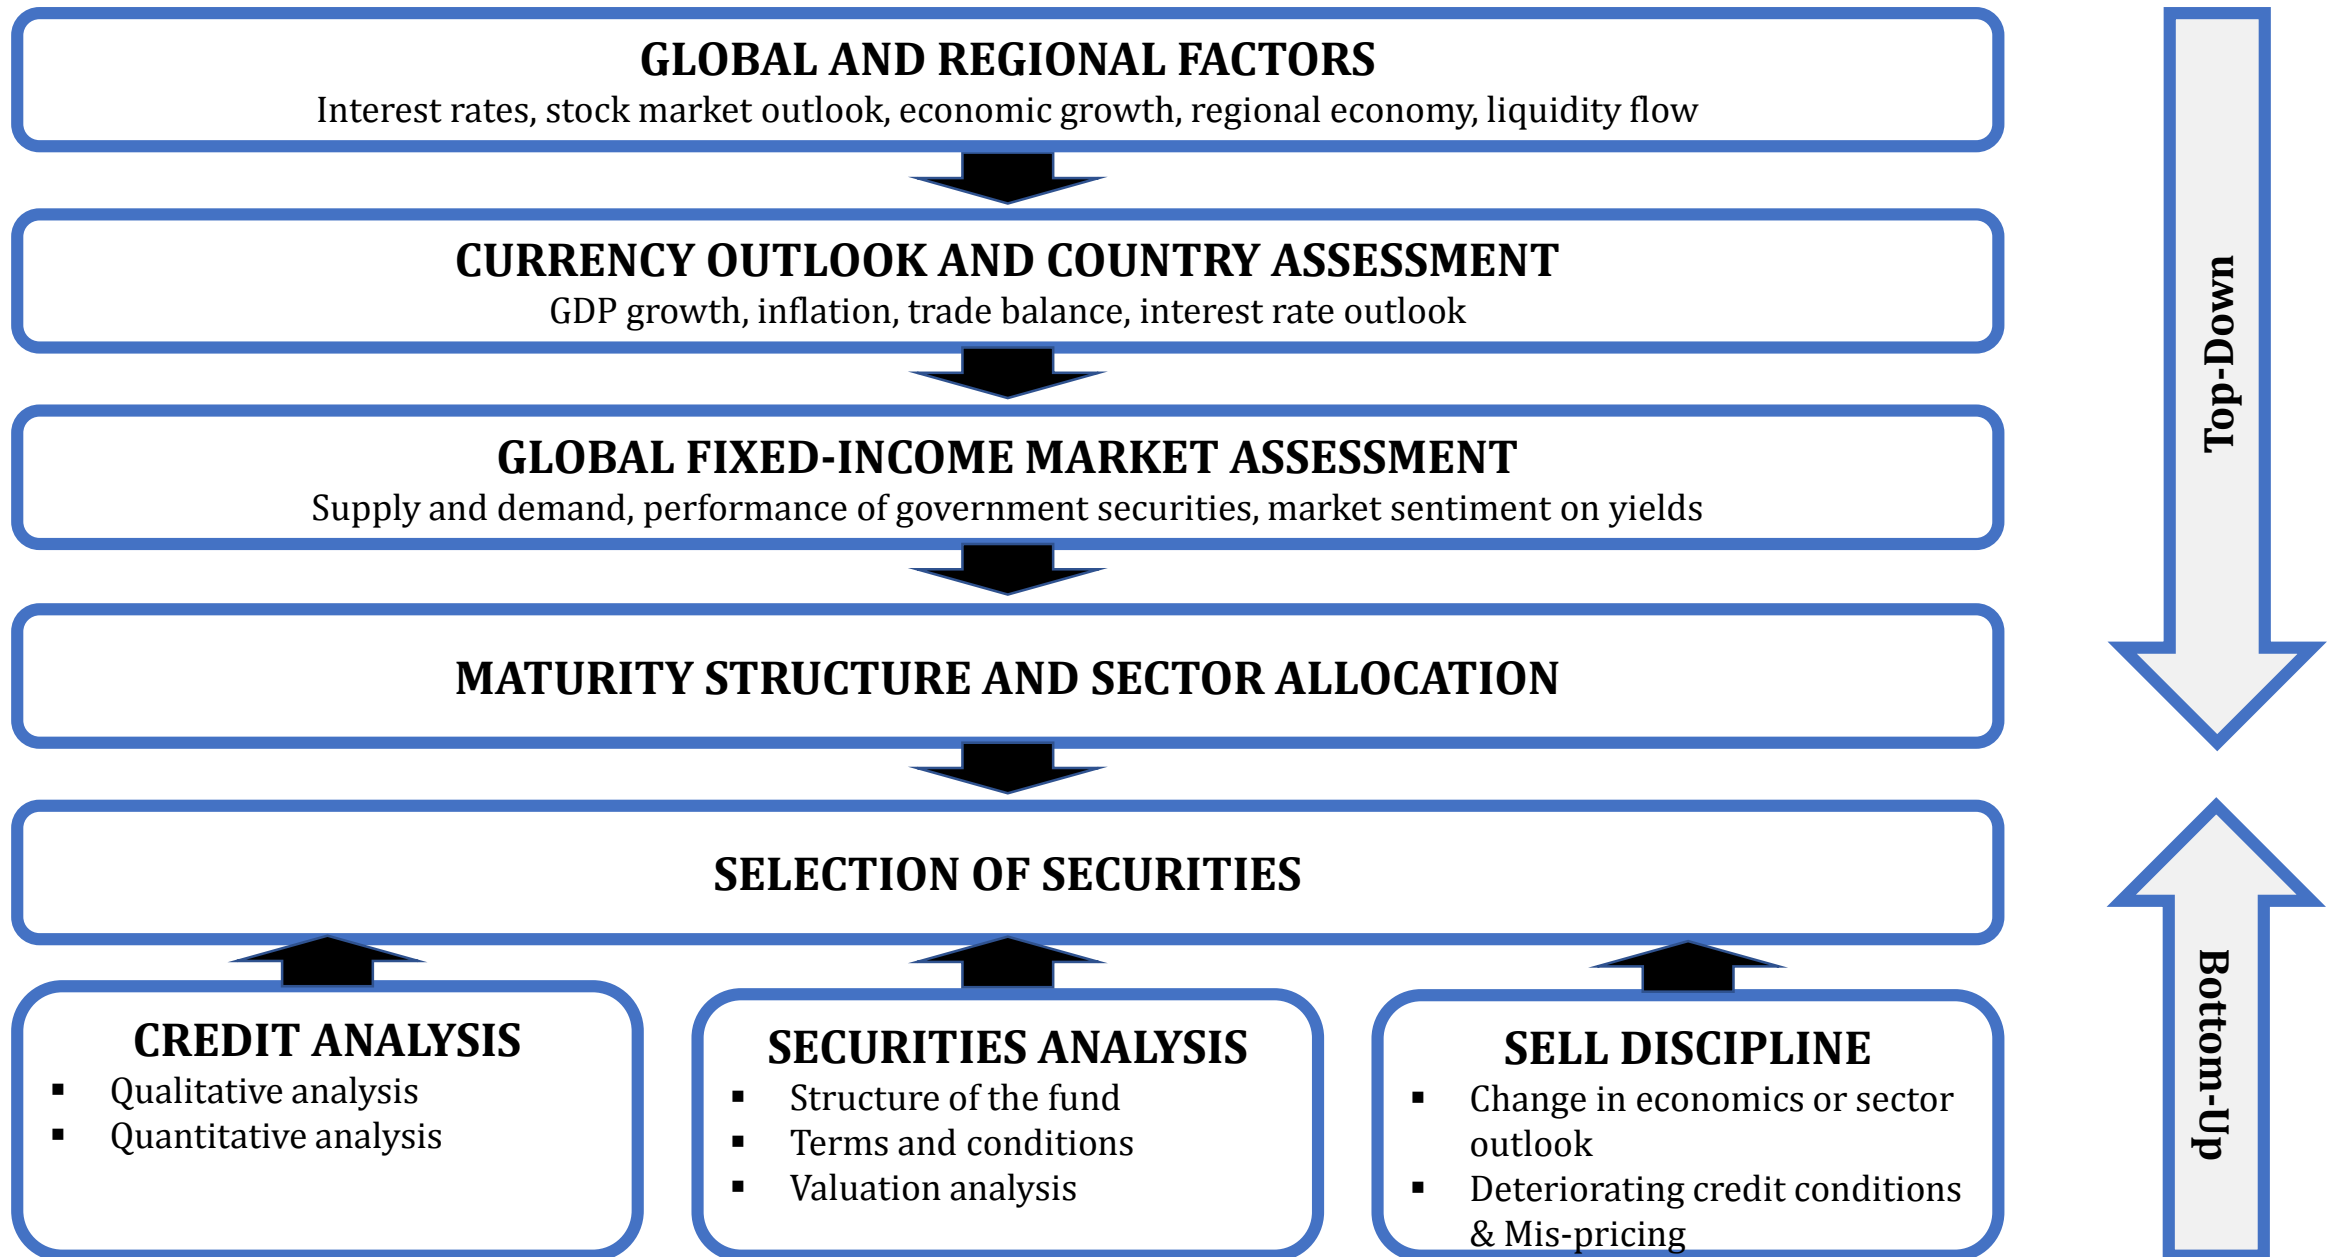 GLOBAL AND REGIONAL FACTORS
Interest rates, stock market outlook, economic growth, regional economy, liquidity flow
CURRENCY OUTLOOK AND COUNTRY ASSESSMENT
GDP growth, inflation, trade balance, interest rate outlook
GLOBAL FIXED-INCOME MARKET ASSESSMENT
Supply and demand, performance of government securities, market sentiment on yields
MATURITY STRUCTURE AND SECTOR ALLOCATION
Top-Down
SELECTION OF SECURITIES
CREDIT ANALYSIS
▪ Qualitative analysis
▪ Quantitative analysis
SECURITIES ANALYSIS
▪ Structure of the fund
▪ Terms and conditions
▪ Valuation analysis
SELL DISCIPLINE
▪ Change in economics or sector
outlook
▪ Deteriorating credit conditions
& Mis-pricing
Bottom-Up